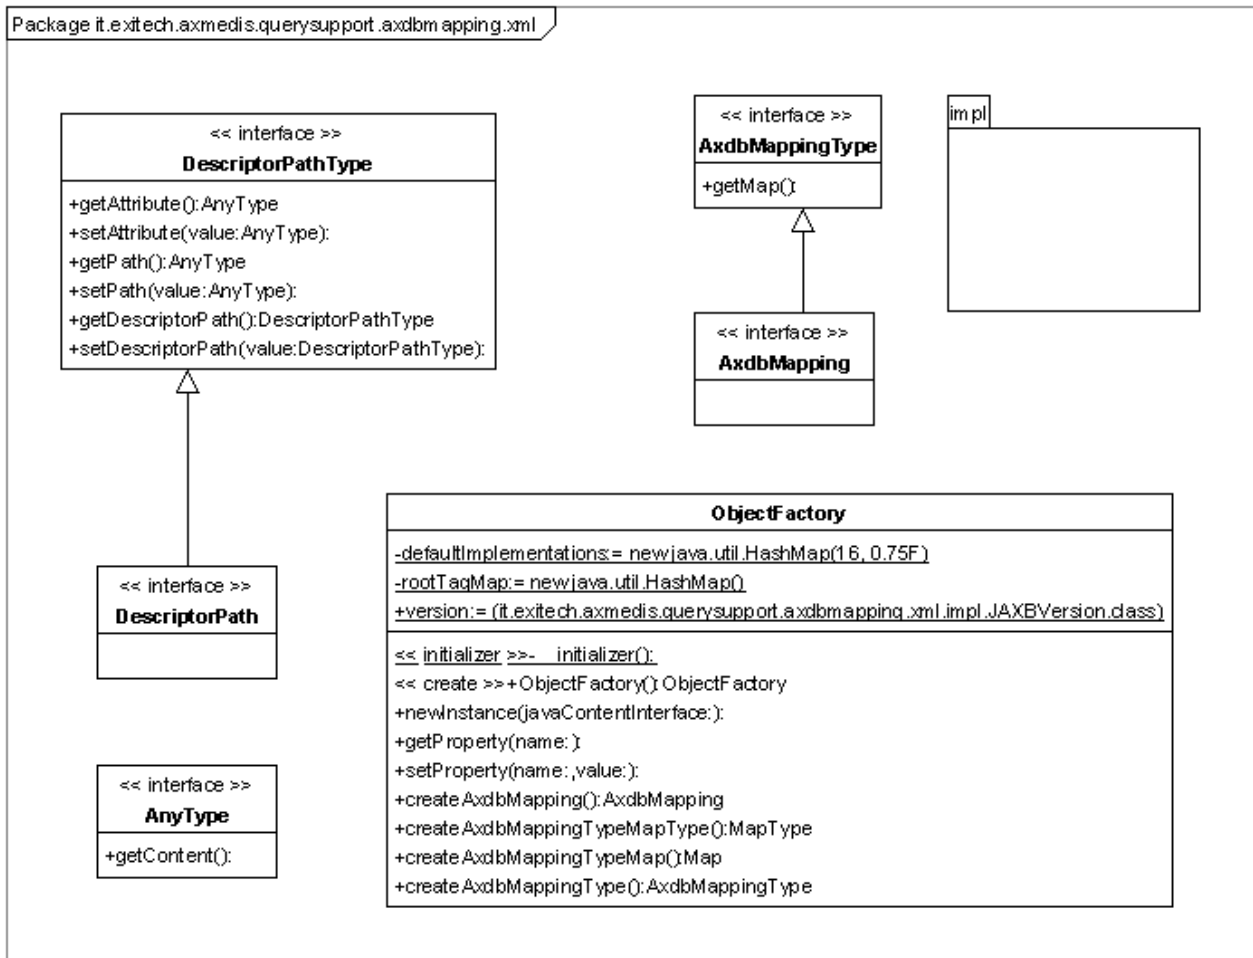 Package it.exitech.axmedis.querysupport.axdbmapping.xml
<< interface >>
DescriptorPathType
+getAttribute():AnyType
+setAttribute(value:AnyType):
+getPath():AnyType
+setPath(value:AnyType):
+getDescriptorPath():DescriptorPathType
+setDescriptorPath(value:DescriptorPathType):
<< interface >>
AxdbMappingType
+getMap():
impl
<< interface >>
AxdbMapping
<< interface >>
DescriptorPath
<< interface >>
AnyType
+getContent():
ObjectFactory
-defaultImplementations:= new java.util.HashMap(16, 0.75F)
-rootTagMap:= new java.util.HashMap()
+version:= (it.exitech.axmedis.querysupport.axdbmapping.xml.impl.JAXBVersion.class)
<< initializer >>-__initializer():
<< create >>+ObjectFactory():ObjectFactory
+newInstance(javaContentInterface:):
+getProperty(name:):
+setProperty(name:,value:):
+createAxdbMapping():AxdbMapping
+createAxdbMappingTypeMapType():MapType
+createAxdbMappingTypeMap():Map
+createAxdbMappingType():AxdbMappingType